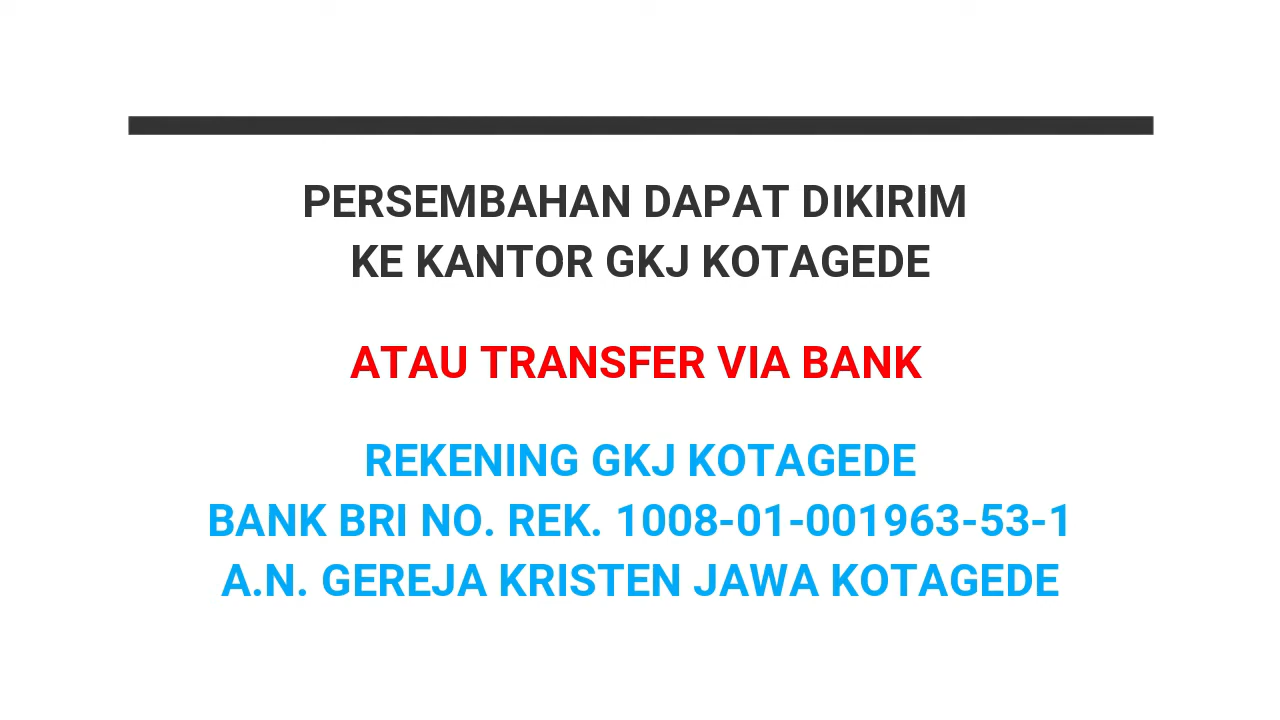 PERSEMBAHAN DAPAT DIKIRIM
KE KANTOR GKJ KOTAGEDE
ATAU TRANSFER VIA BANK
REKENING GKJ KOTAGEDE
BANK BRI NO. REK. 1008-01-001963-53-1
A.N. GEREJA KRISTEN JAWA KOTAGEDE